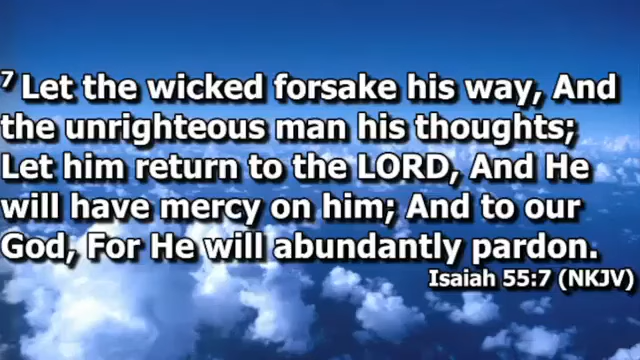 7 Let the wicked forsake his way, And
the unrighteous man his thoughts;
Let him return to the LORD, And He
will have mercy on him; And to our
God, For He will abundantly pardon.
Isaiah 55:7 (NKJV)